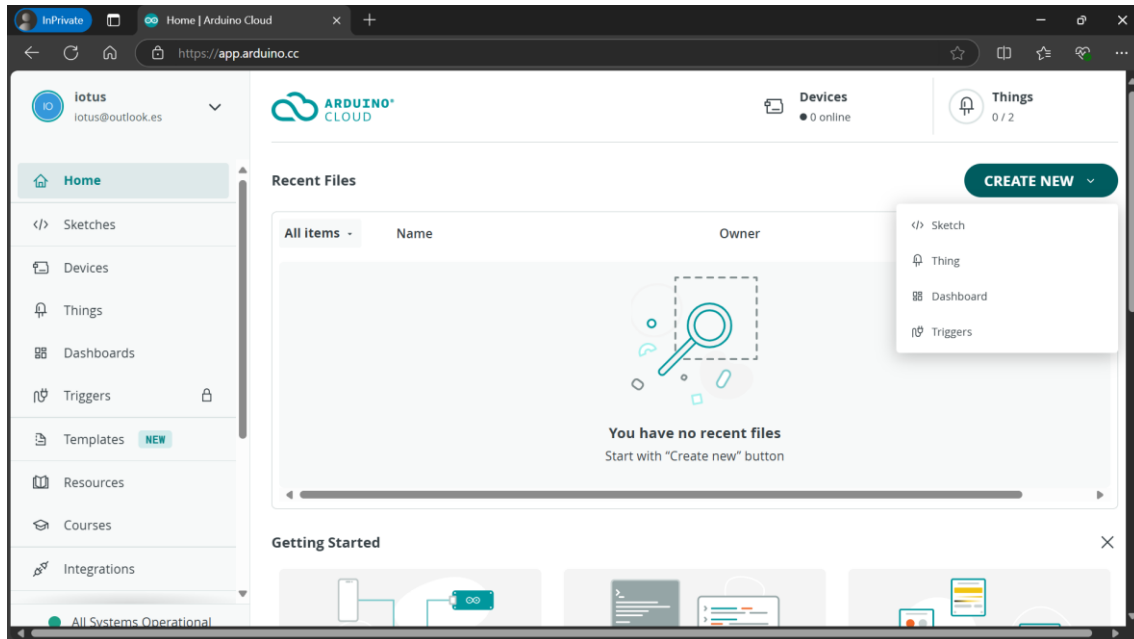 InPrivate
Home | Arduino Cloud
https://app.arduino.cc
IO
iotus
iotus@outlook.es
ARDUINO®
CLOUD
Devices
0 online
Things
0 / 2
Home
Sketches
Devices
Things
Dashboards
Triggers
Templates NEW
Resources
Courses
Integrations
All Systems Operational
Recent Files
CREATE NEW
Sketch
Thing
Dashboard
Triggers
All items - Name Owner
You have no recent files
Start with “Create new” button
Getting Started